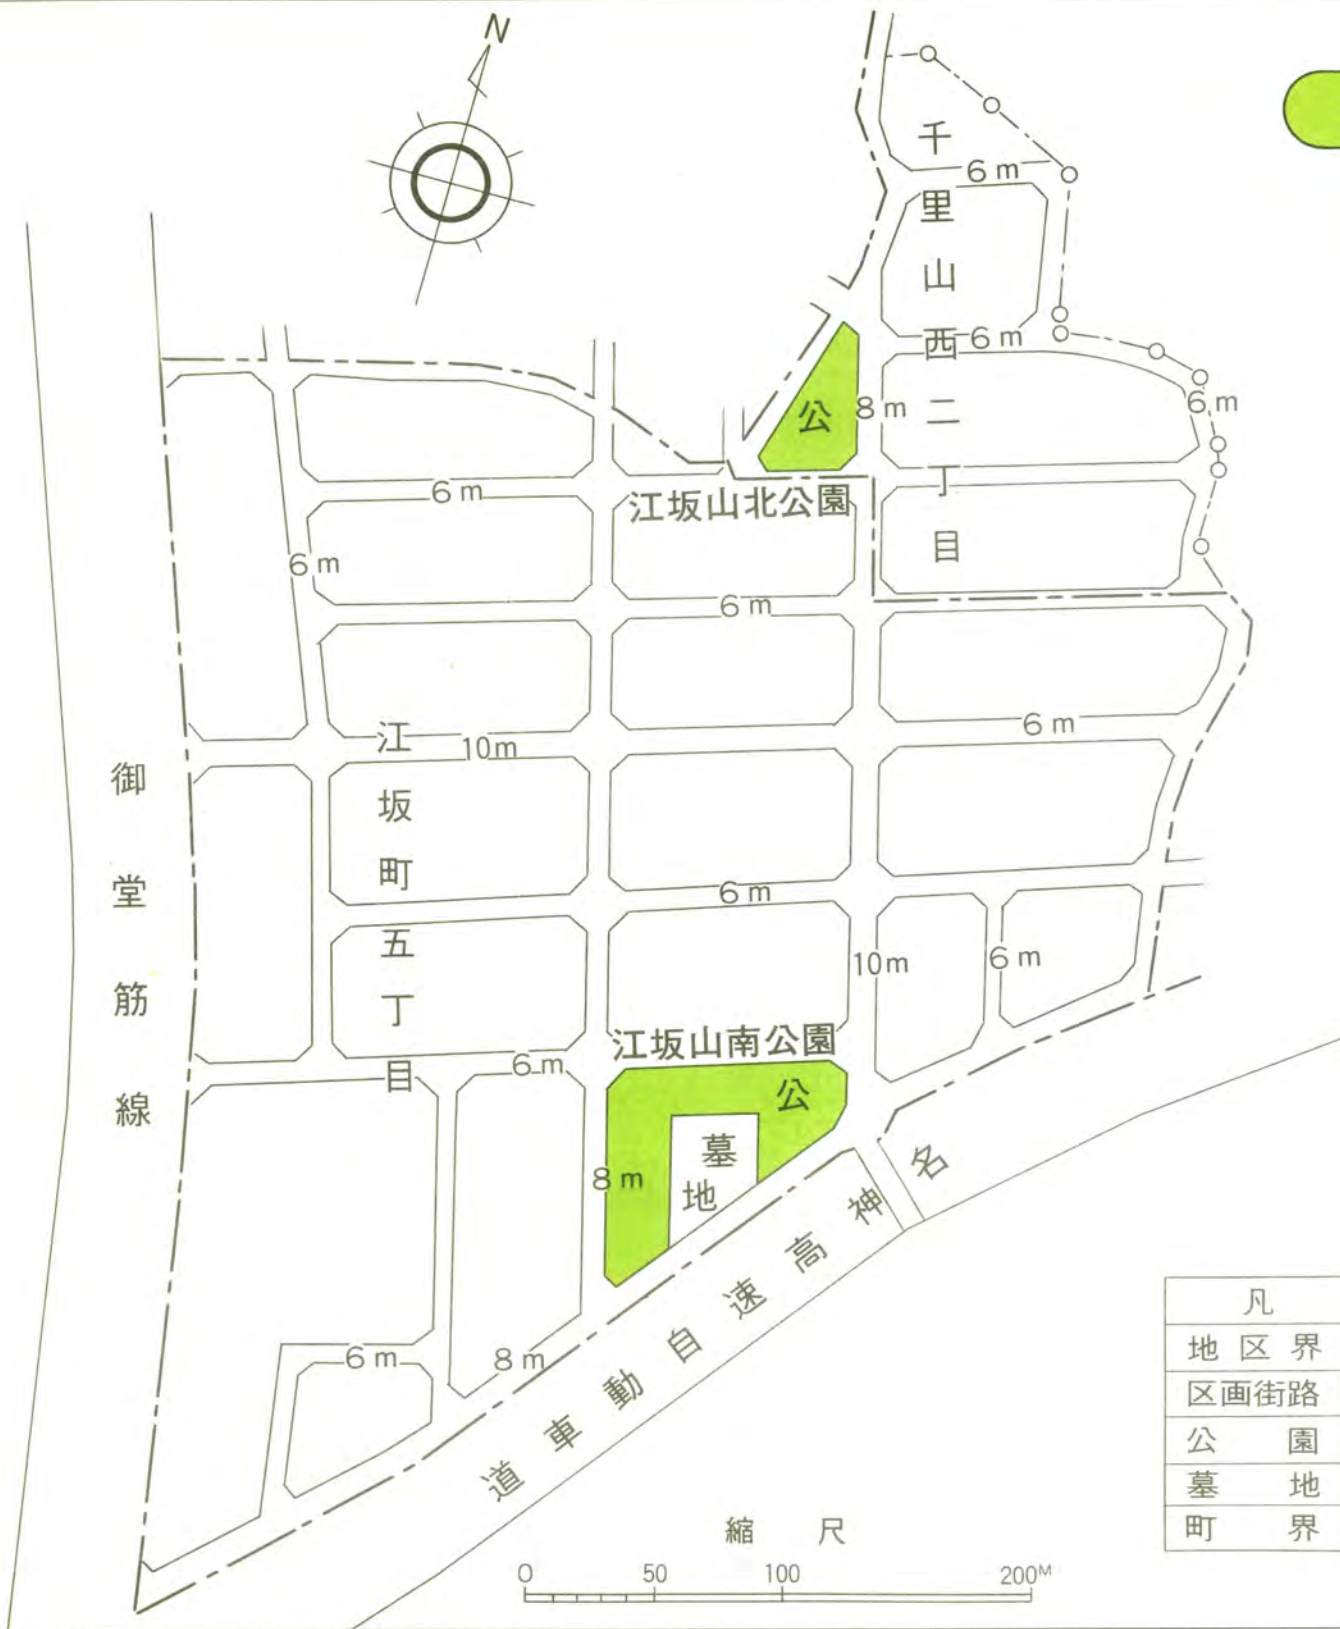 N
千里山西二丁目
6m
6m
公
8m
6m
6m
江坂山北公園
6m
6m
6m
江坂町五丁目
10m
御堂筋線
6m
10m
6m
江坂山南公園
6m
公
墓地
8m
名神高速自動車道
6m
8m
凡
地区界
区画街路
公園
墓地
町界
縮尺
0 50 100 200M